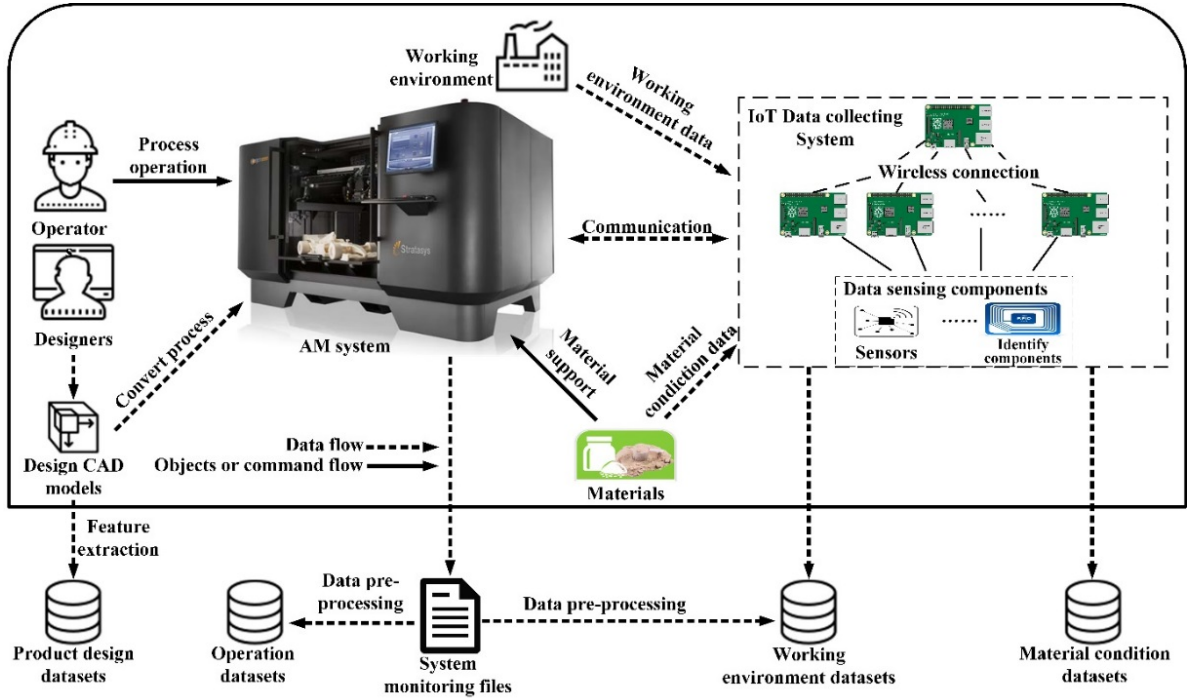 Working
environment
Working
environment data
IoT Data collecting
System
Wireless connection
Process
operation
Operator
Stratasys
Communication
Data sensing components
Sensors
Identify
components
Designers
AM system
Convert process
Material
support
Material
condiction data
Design CAD
models
Data flow
Objects or command flow
Materials
Feature
extraction
Data pre-
processing
Data pre-processing
Product design
datasets
Operation
datasets
System
monitoring files
Working
environment datasets
Material condition
datasets